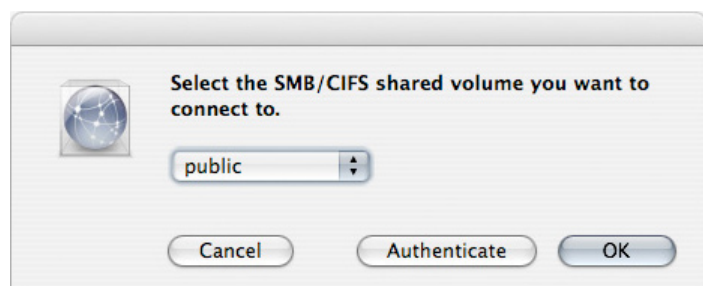 Select the SMB/CIFS shared volume you want to
connect to.
public
Cancel
Authenticate
OK